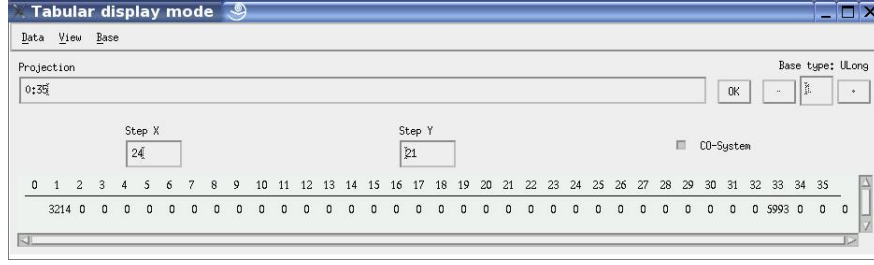 Tabular display mode
Data View Base
Projection Base type: ULong
0:35 OK - 1 +
Step X Step Y
24 21 CO-System
0 1 2 3 4 5 6 7 8 9 10 11 12 13 14 15 16 17 18 19 20 21 22 23 24 25 26 27 28 29 30 31 32 33 34 35
3214 0 0 0 0 0 0 0 0 0 0 0 0 0 0 0 0 0 0 0 0 0 0 0 0 0 0 0 0 0 0 0 5993 0 0 0